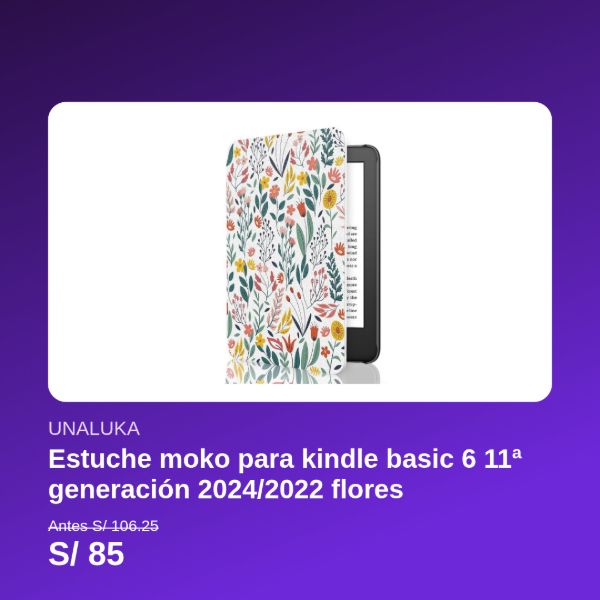 UNALUKA
Estuche moko para kindle basic 6 11ª
generación 2024/2022 flores
Antes S/ 106.25
S/ 85